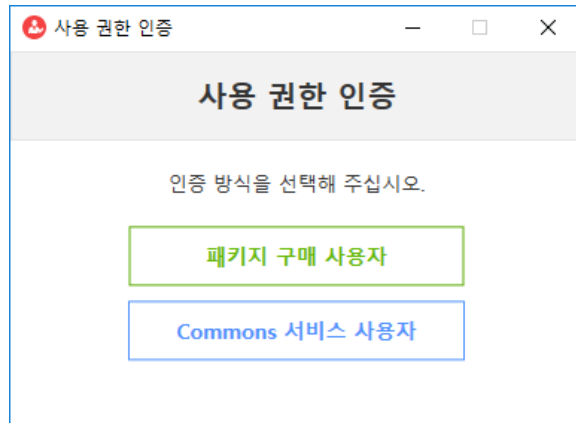 사용 권한 인증
사용 권한 인증
인증 방식을 선택해 주십시오.
패키지 구매 사용자
Commons 서비스 사용자